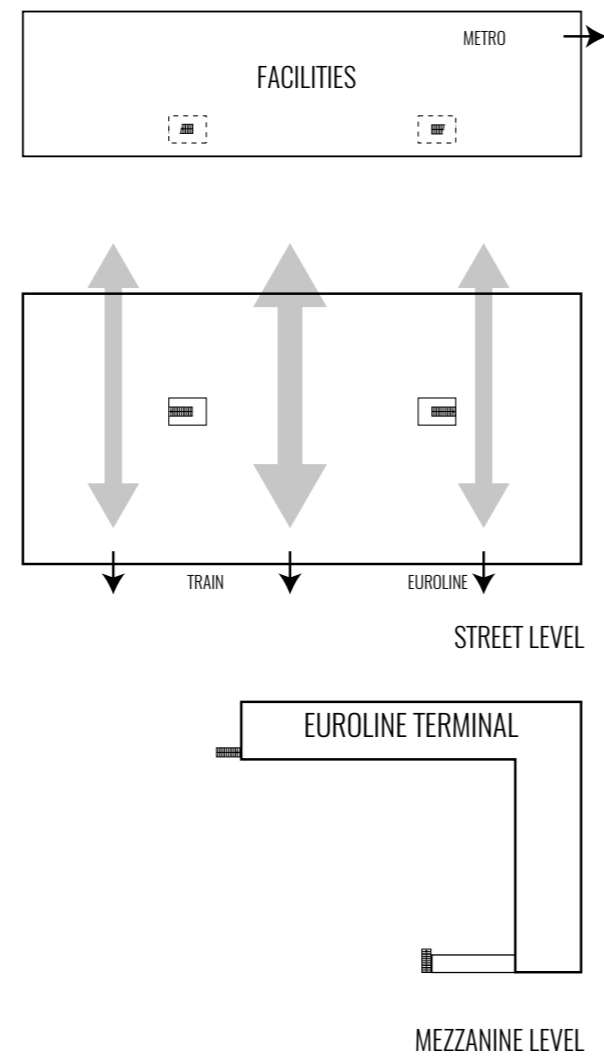 METRO
FACILITIES
TRAIN
EUROLINE
STREET LEVEL
EUROLINE TERMINAL
MEZZANINE LEVEL